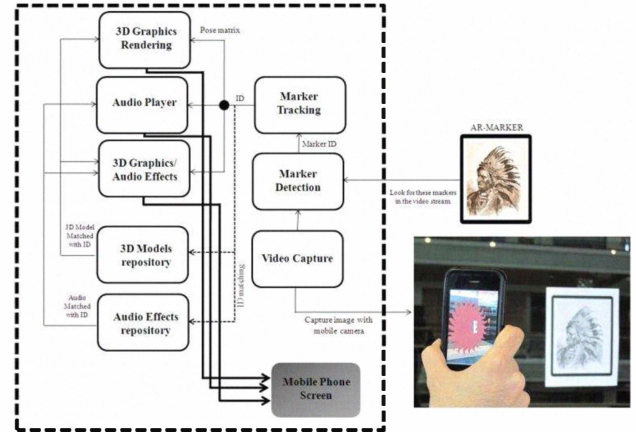 3D Graphics
Rendering
Pose matrix
Audio Player
ID
Marker
Tracking
AR-MARKER
Marker ID
3D Graphics/
Audio Effects
Marker
Detection
Look for these markers
in the video stream.
3D Model
Matched
with ID
3D Models
repository
Video Capture
ID matching
Audio
Matched
with ID
Audio Effects
repository
Capture image with
mobile camera
Mobile Phone
Screen